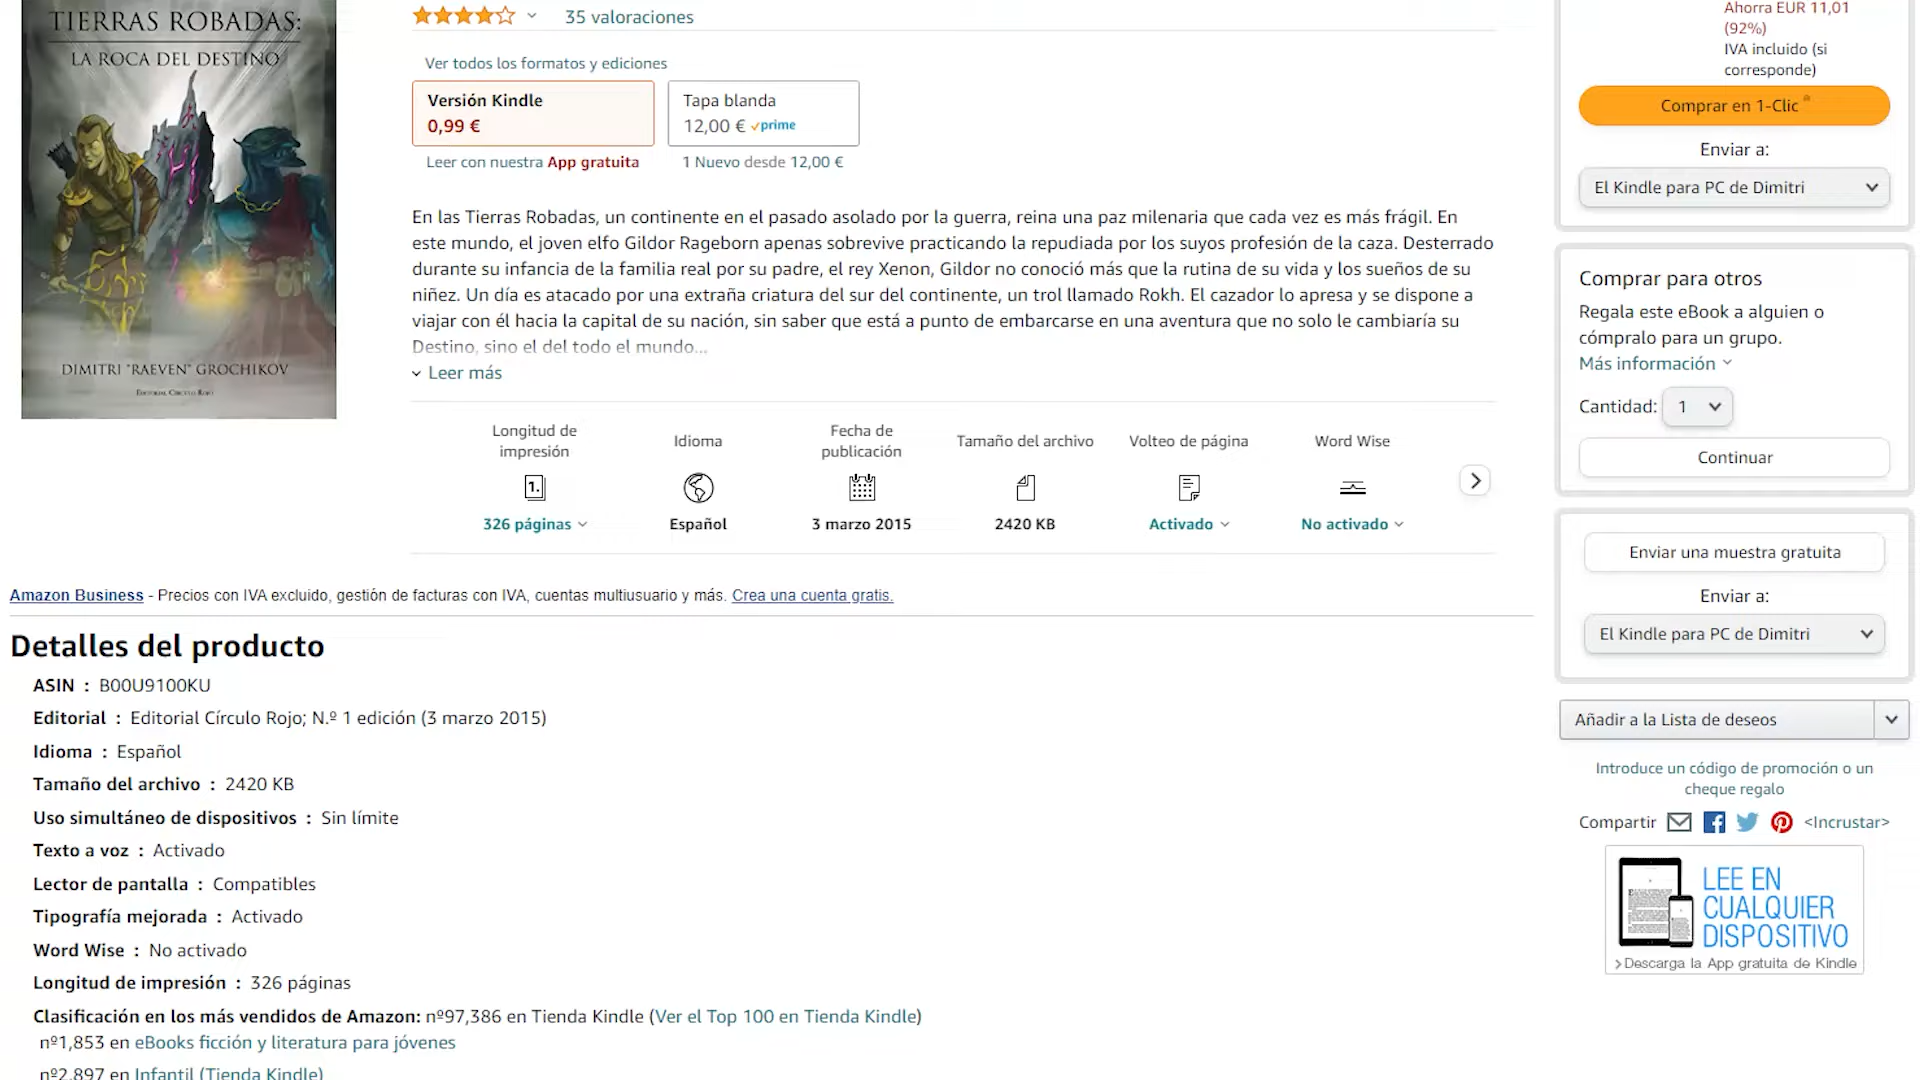 TIERRAS ROBADAS:
LA ROCA DEL DESTINO
DIMITRI "RAEVEN" GROCHIKOV
EDITORIAL CÍRCULO ROJO
35 valoraciones
Ver todos los formatos y ediciones
Versión Kindle
0,99 €
Leer con nuestra App gratuita
Tapa blanda
12,00 € prime
1 Nuevo desde 12,00 €
En las Tierras Robadas, un continente en el pasado asolado por la guerra, reina una paz milenaria que cada vez es más frágil. En
este mundo, el joven elfo Gildor Rageborn apenas sobrevive practicando la repudiada por los suyos profesión de la caza. Desterrado
durante su infancia de la familia real por su padre, el rey Xenon, Gildor no conoció más que la rutina de su vida y los sueños de su
niñez. Un día es atacado por una extraña criatura del sur del continente, un trol llamado Rokh. El cazador lo apresa y se dispone a
viajar con él hacia la capital de su nación, sin saber que está a punto de embarcarse en una aventura que no solo le cambiaría su
Destino, sino el del todo el mundo...
Leer más
Longitud de
impresión
1.
326 páginas
Idioma
Español
Fecha de
publicación
3 marzo 2015
Tamaño del archivo
2420 KB
Volteo de página
Activado
Word Wise
No activado
Amazon Business - Precios con IVA excluido, gestión de facturas con IVA, cuentas multiusuario y más. Crea una cuenta gratis.
Detalles del producto
ASIN : B00U9100KU
Editorial : Editorial Círculo Rojo; N.º 1 edición (3 marzo 2015)
Idioma : Español
Tamaño del archivo : 2420 KB
Uso simultáneo de dispositivos : Sin límite
Texto a voz : Activado
Lector de pantalla : Compatibles
Tipografía mejorada : Activado
Word Wise : No activado
Longitud de impresión : 326 páginas
Clasificación en los más vendidos de Amazon: nº97,386 en Tienda Kindle (Ver el Top 100 en Tienda Kindle)
nº1,853 en eBooks ficción y literatura para jóvenes
nº2,897 en Infantil (Tienda Kindle)
Ahorra EUR 11,01
(92%)
IVA incluido (si
corresponde)
Comprar en 1-Clic ®
Enviar a:
El Kindle para PC de Dimitri
Comprar para otros
Regala este eBook a alguien o
cómpralo para un grupo.
Más información
Cantidad: 1
Continuar
Enviar una muestra gratuita
Enviar a:
El Kindle para PC de Dimitri
Añadir a la Lista de deseos
Introduce un código de promoción o un
cheque regalo
Compartir <Incrustar>
LEE EN
CUALQUIER
DISPOSITIVO
Descarga la App gratuita de Kindle